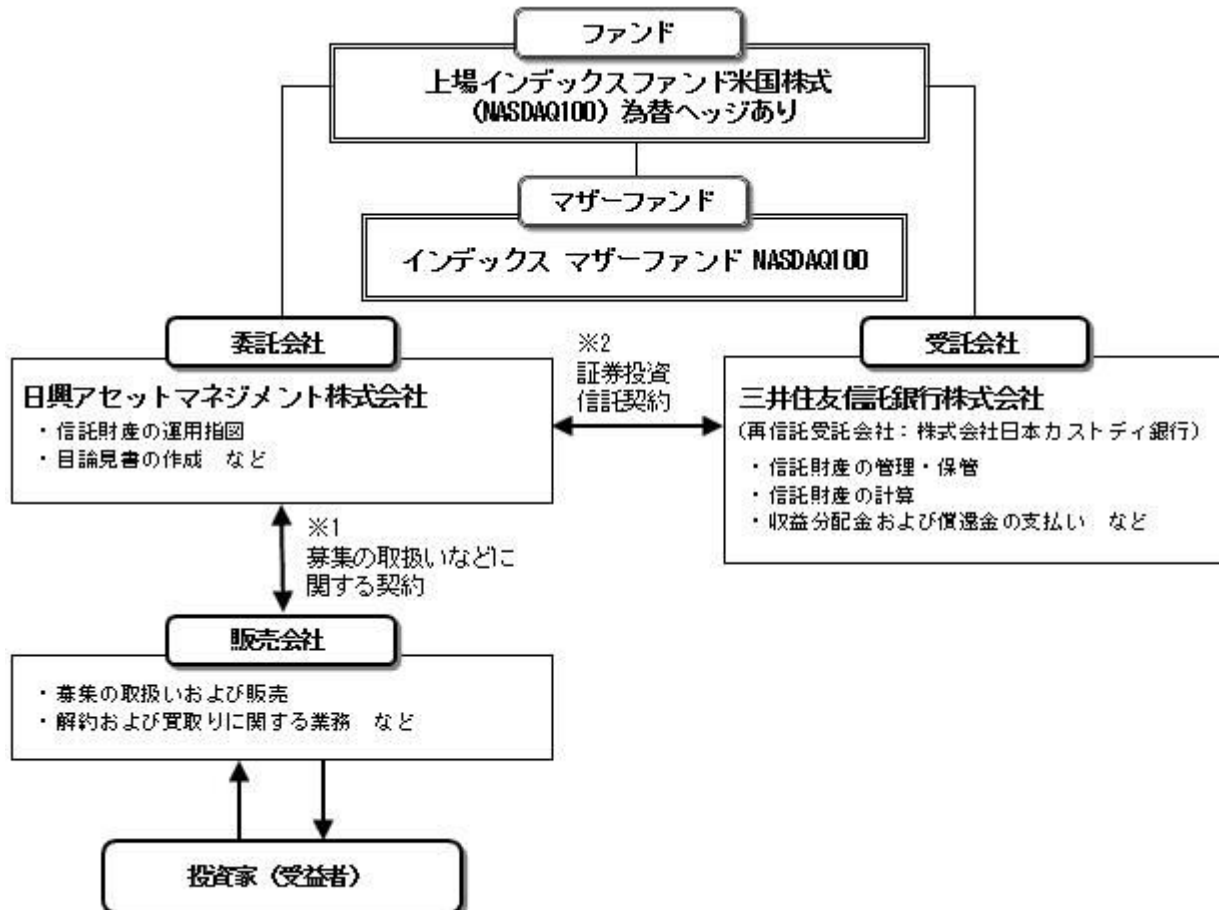 ファンド
上場インデックスファンド米国株式
(NASDAQ100) 為替ヘッジあり
マザーファンド
インデックス マザーファンド NASDAQ100
委託会社
日興アセットマネジメント株式会社
・信託財産の運用指図
・目論見書の作成 など
※2
証券投資
信託契約
受託会社
三井住友信託銀行株式会社
(再信託受託会社：株式会社日本カストディ銀行)
・信託財産の管理・保管
・信託財産の計算
・収益分配金および償還金の支払い など
※1
募集の取扱いなどに
関する契約
販売会社
・募集の取扱いおよび販売
・解約および買取りに関する業務 など
投資家 (受益者)